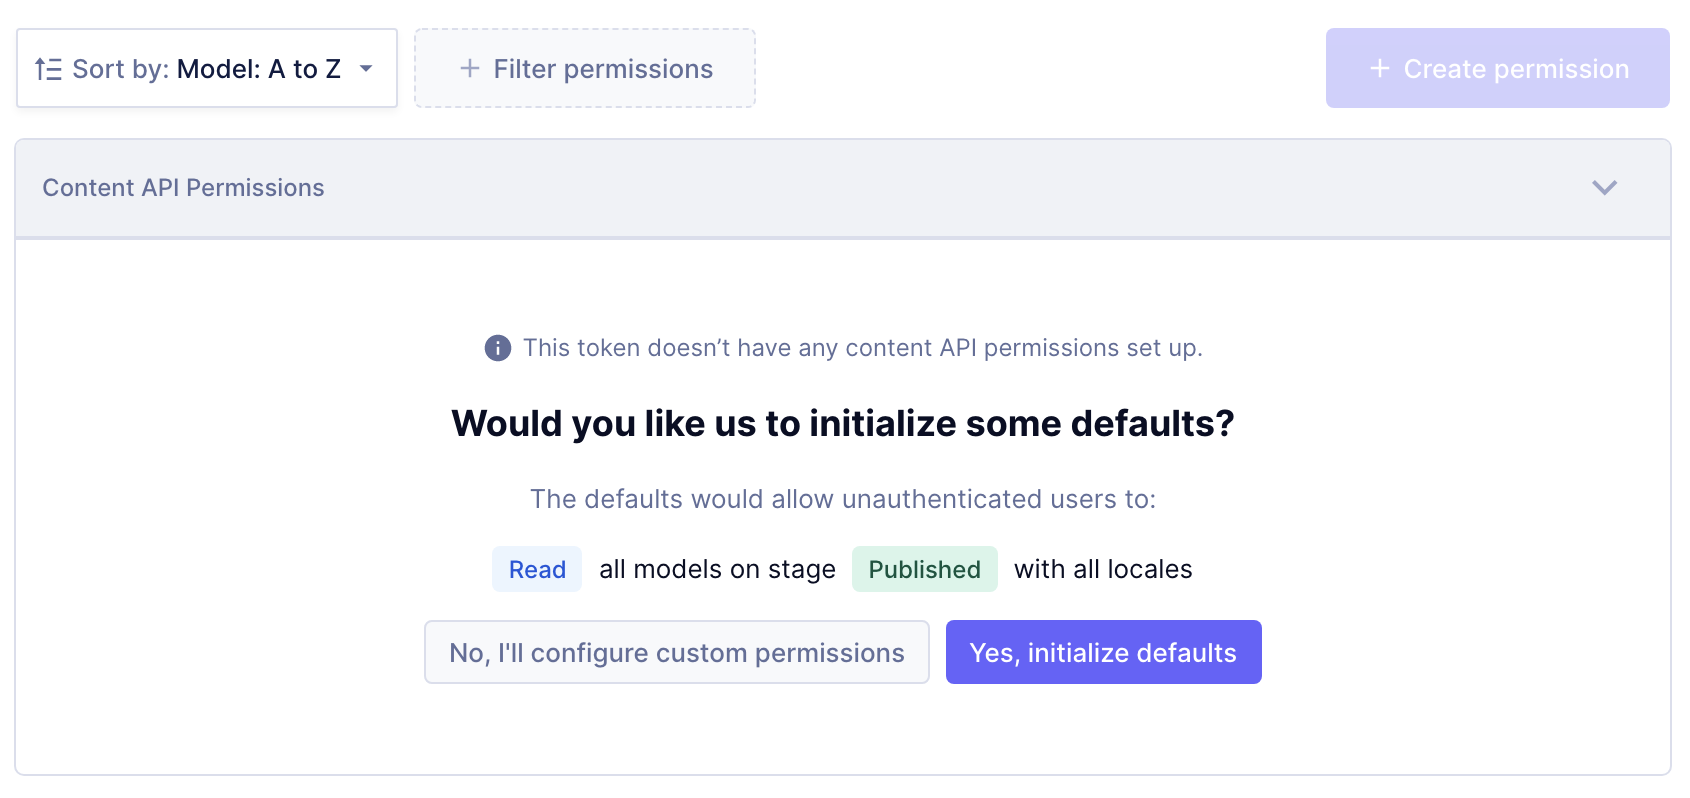 Sort by: Model: A to Z
Filter permissions
Create permission
Content API Permissions
This token doesn’t have any content API permissions set up.
Would you like us to initialize some defaults?
The defaults would allow unauthenticated users to:
Read all models on stage Published with all locales
No, I'll configure custom permissions
Yes, initialize defaults